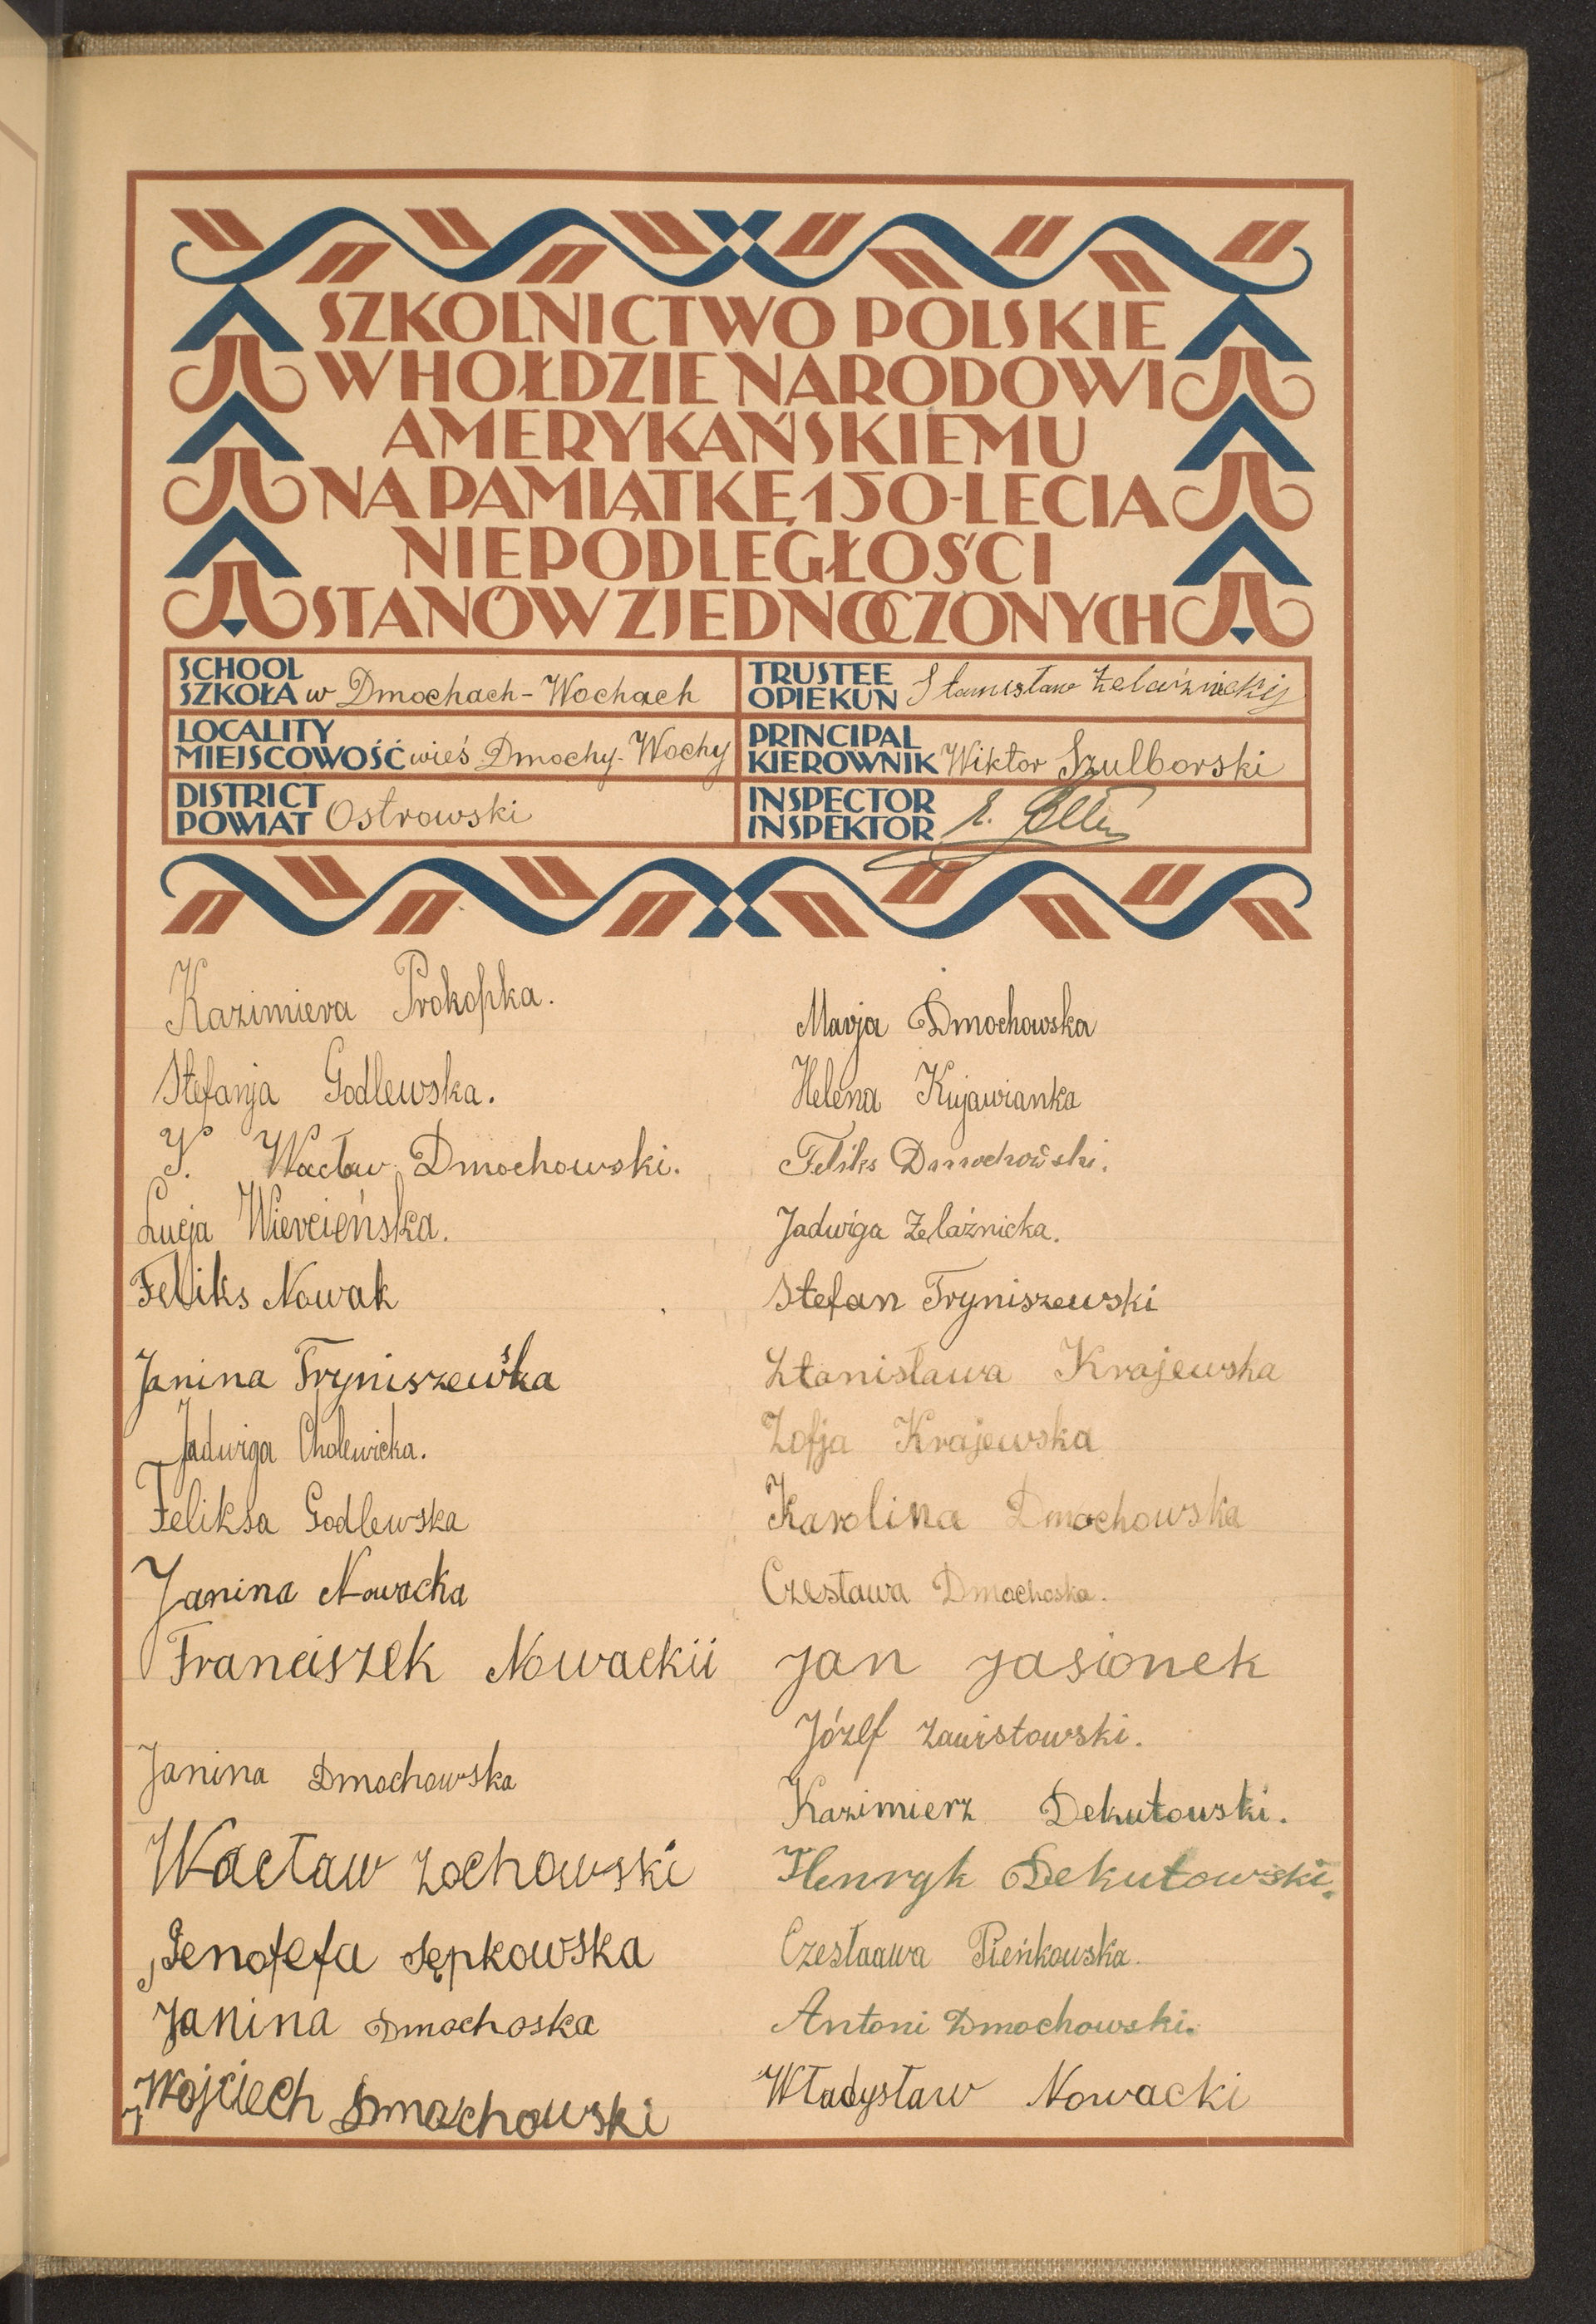 SZKOLNICTWO POLSKIE
W HOŁDZIE NARODOWI
AMERYKAŃSKIEMU
NA PAMIĄTKĘ 150-LECIA
NIEPODLEGŁOŚCI
STANÓW ZJEDNOCZONYCH
SCHOOL
SZKOŁA w Dmochach-Wochach
LOCALITY
MIEJSCOWOŚĆ wieś Dmochy-Wochy
DISTRICT
POWIAT Ostrowski
TRUSTEE
OPIEKUN Stanisław Żelaźnickij
PRINCIPAL
KIEROWNIK Wiktor Szulborski
INSPECTOR
INSPEKTOR
Kazimiera Prokopka.
Stefanja Godlewska.
Wacław Dmochowski.
Łucja Wiercieńska.
Feliks Nowak
Janina Tryniszewska
Jadwiga Cholewicka.
Feliksa Godlewska
Janina Nowacka
Franciszek Nowackii
Janina Dmochowska
Wacław Żochowski
Genofefa Sępkowska
Janina Dmochoska
Wojciech Dmochowski
Marja Dmochowska
Helena Kujawianka
Feliks Dmochowski.
Jadwiga Żelaźnicka.
Stefan Tryniszewski
Stanisława Krajewska
Zofja Krajewska
Karolina Dmochowska
Czesława Dmochoska.
Jan Jasionek
Józef Zawistowski.
Kazimierz Dekutowski.
Henryk Dekutowski.
Czesłaawa Pieńkowska.
Antoni Dmochowski.
Władysław Nowacki